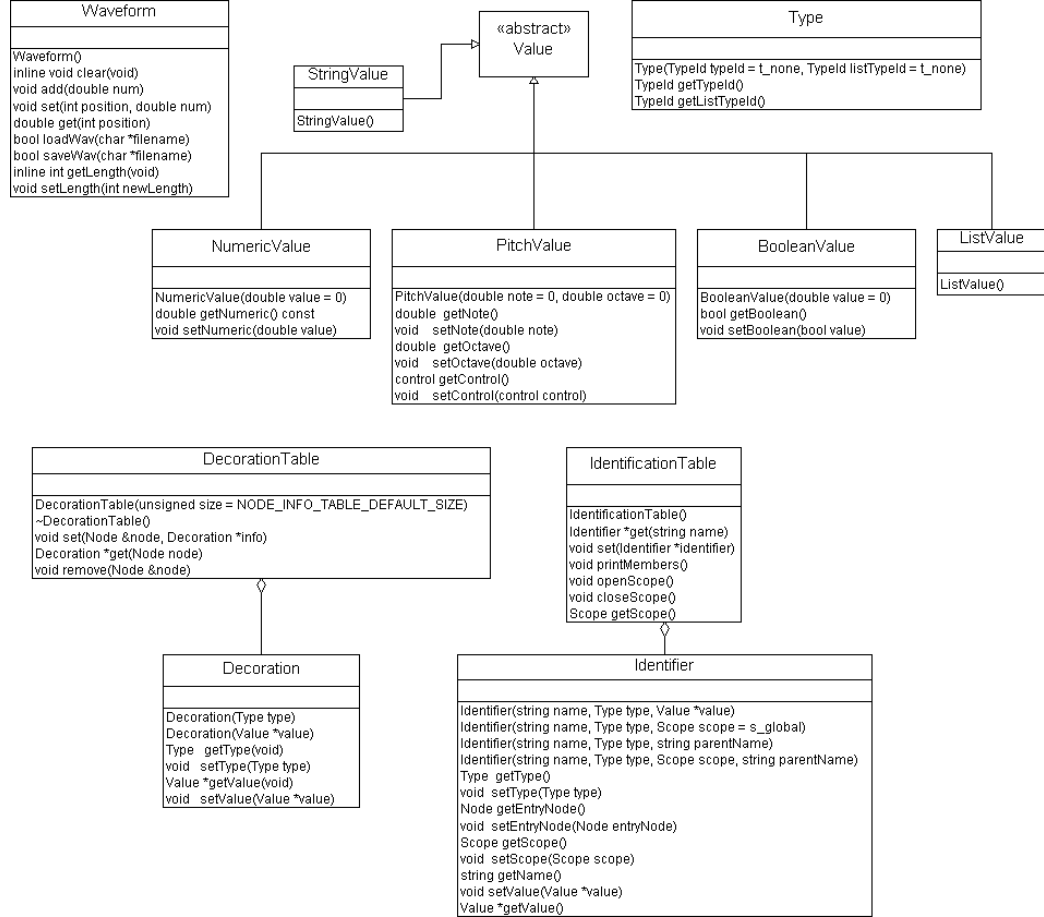 Waveform
Waveform()
inline void clear(void)
void add(double num)
void set(int position, double num)
double get(int position)
bool loadWav(char *filename)
bool saveWav(char *filename)
inline int getLength(void)
void setLength(int newLength)
«abstract»
Value
StringValue
StringValue()
Type
Type(TypeId typeId = t_none, TypeId listTypeId = t_none)
TypeId getTypeId()
TypeId getListTypeId()
NumericValue
NumericValue(double value = 0)
double getNumeric() const
void setNumeric(double value)
PitchValue
PitchValue(double note = 0, double octave = 0)
double getNote()
void setNote(double note)
double getOctave()
void setOctave(double octave)
control getControl()
void setControl(control control)
BooleanValue
BooleanValue(double value = 0)
bool getBoolean()
void setBoolean(bool value)
ListValue
ListValue()
DecorationTable
DecorationTable(unsigned size = NODE_INFO_TABLE_DEFAULT_SIZE)
~DecorationTable()
void set(Node &node, Decoration *info)
Decoration *get(Node node)
void remove(Node &node)
IdentificationTable
IdentificationTable()
Identifier *get(string name)
void set(Identifier *identifier)
void printMembers()
void openScope()
void closeScope()
Scope getScope()
Decoration
Decoration(Type type)
Decoration(Value *value)
Type getType(void)
void setType(Type type)
Value *getValue(void)
void setValue(Value *value)
Identifier
Identifier(string name, Type type, Value *value)
Identifier(string name, Type type, Scope scope = s_global)
Identifier(string name, Type type, string parentName)
Identifier(string name, Type type, Scope scope, string parentName)
Type getType()
void setType(Type type)
Node getEntryNode()
void setEntryNode(Node entryNode)
Scope getScope()
void setScope(Scope scope)
string getName()
void setValue(Value *value)
Value *getValue()